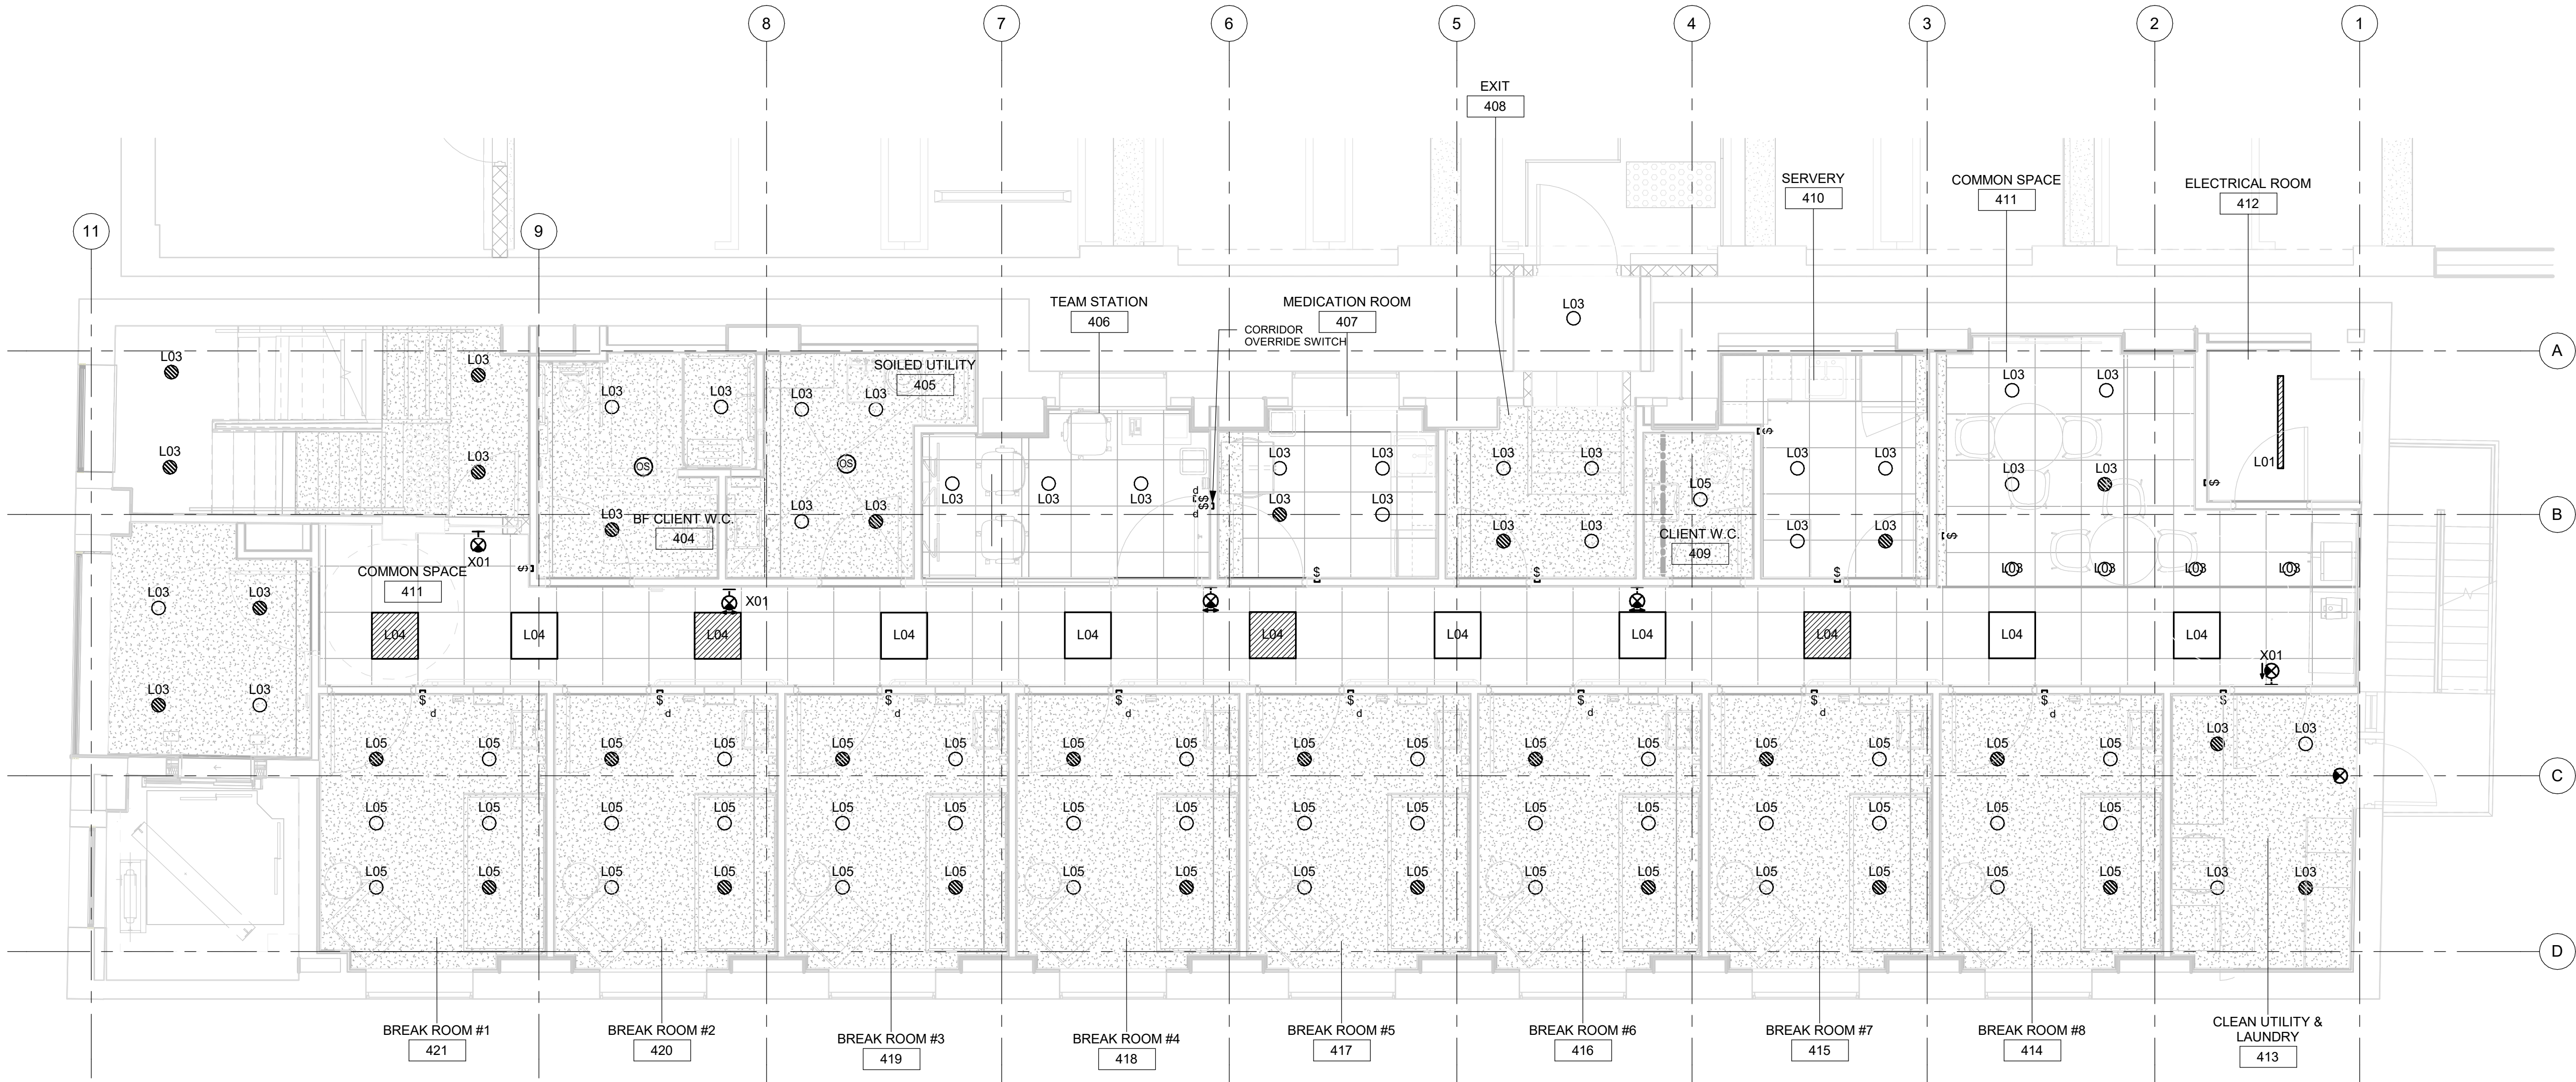 8
7
6
5
4
3
2
1
EXIT
408
SERVERY
410
COMMON SPACE
411
ELECTRICAL ROOM
412
11
9
TEAM STATION
406
MEDICATION ROOM
407
L03
CORRIDOR
OVERRIDE SWITCH
A
L03 L03
SOILED UTILITY
405
L03 L03 L03 L03
L03 L03
L03 L03
OS OS
L03 L03 L03 L03 L03 L03
L03 L03
L01
L03 L03 L03
d
$
$
d
L05
L03 L03
B
L03
BF CLIENT W.C.
404
L03 L03
L03 L03
L03 L03
L03 L03
CLIENT W.C.
409
X01
COMMON SPACE
411
$
$
$
$
$
$
$
L03 L03 L03 L03
L03 L03
X01
L04 L04 L04 L04 L04 L04 L04 L04 L04 L04 L04
X01
L03 L03
$ $ $ $ $ $ $ $ $
d d d d d d d d
L03 L03
L05 L05 L05 L05 L05 L05 L05 L05 L05 L05 L05 L05 L05 L05 L05 L05
C
L05 L05 L05 L05 L05 L05 L05 L05 L05 L05 L05 L05 L05 L05 L05 L05
L05 L05 L05 L05 L05 L05 L05 L05 L05 L05 L05 L05 L05 L05 L05 L05
L03 L03
D
BREAK ROOM #1
421
BREAK ROOM #2
420
BREAK ROOM #3
419
BREAK ROOM #4
418
BREAK ROOM #5
417
BREAK ROOM #6
416
BREAK ROOM #7
415
BREAK ROOM #8
414
CLEAN UTILITY &
LAUNDRY
413